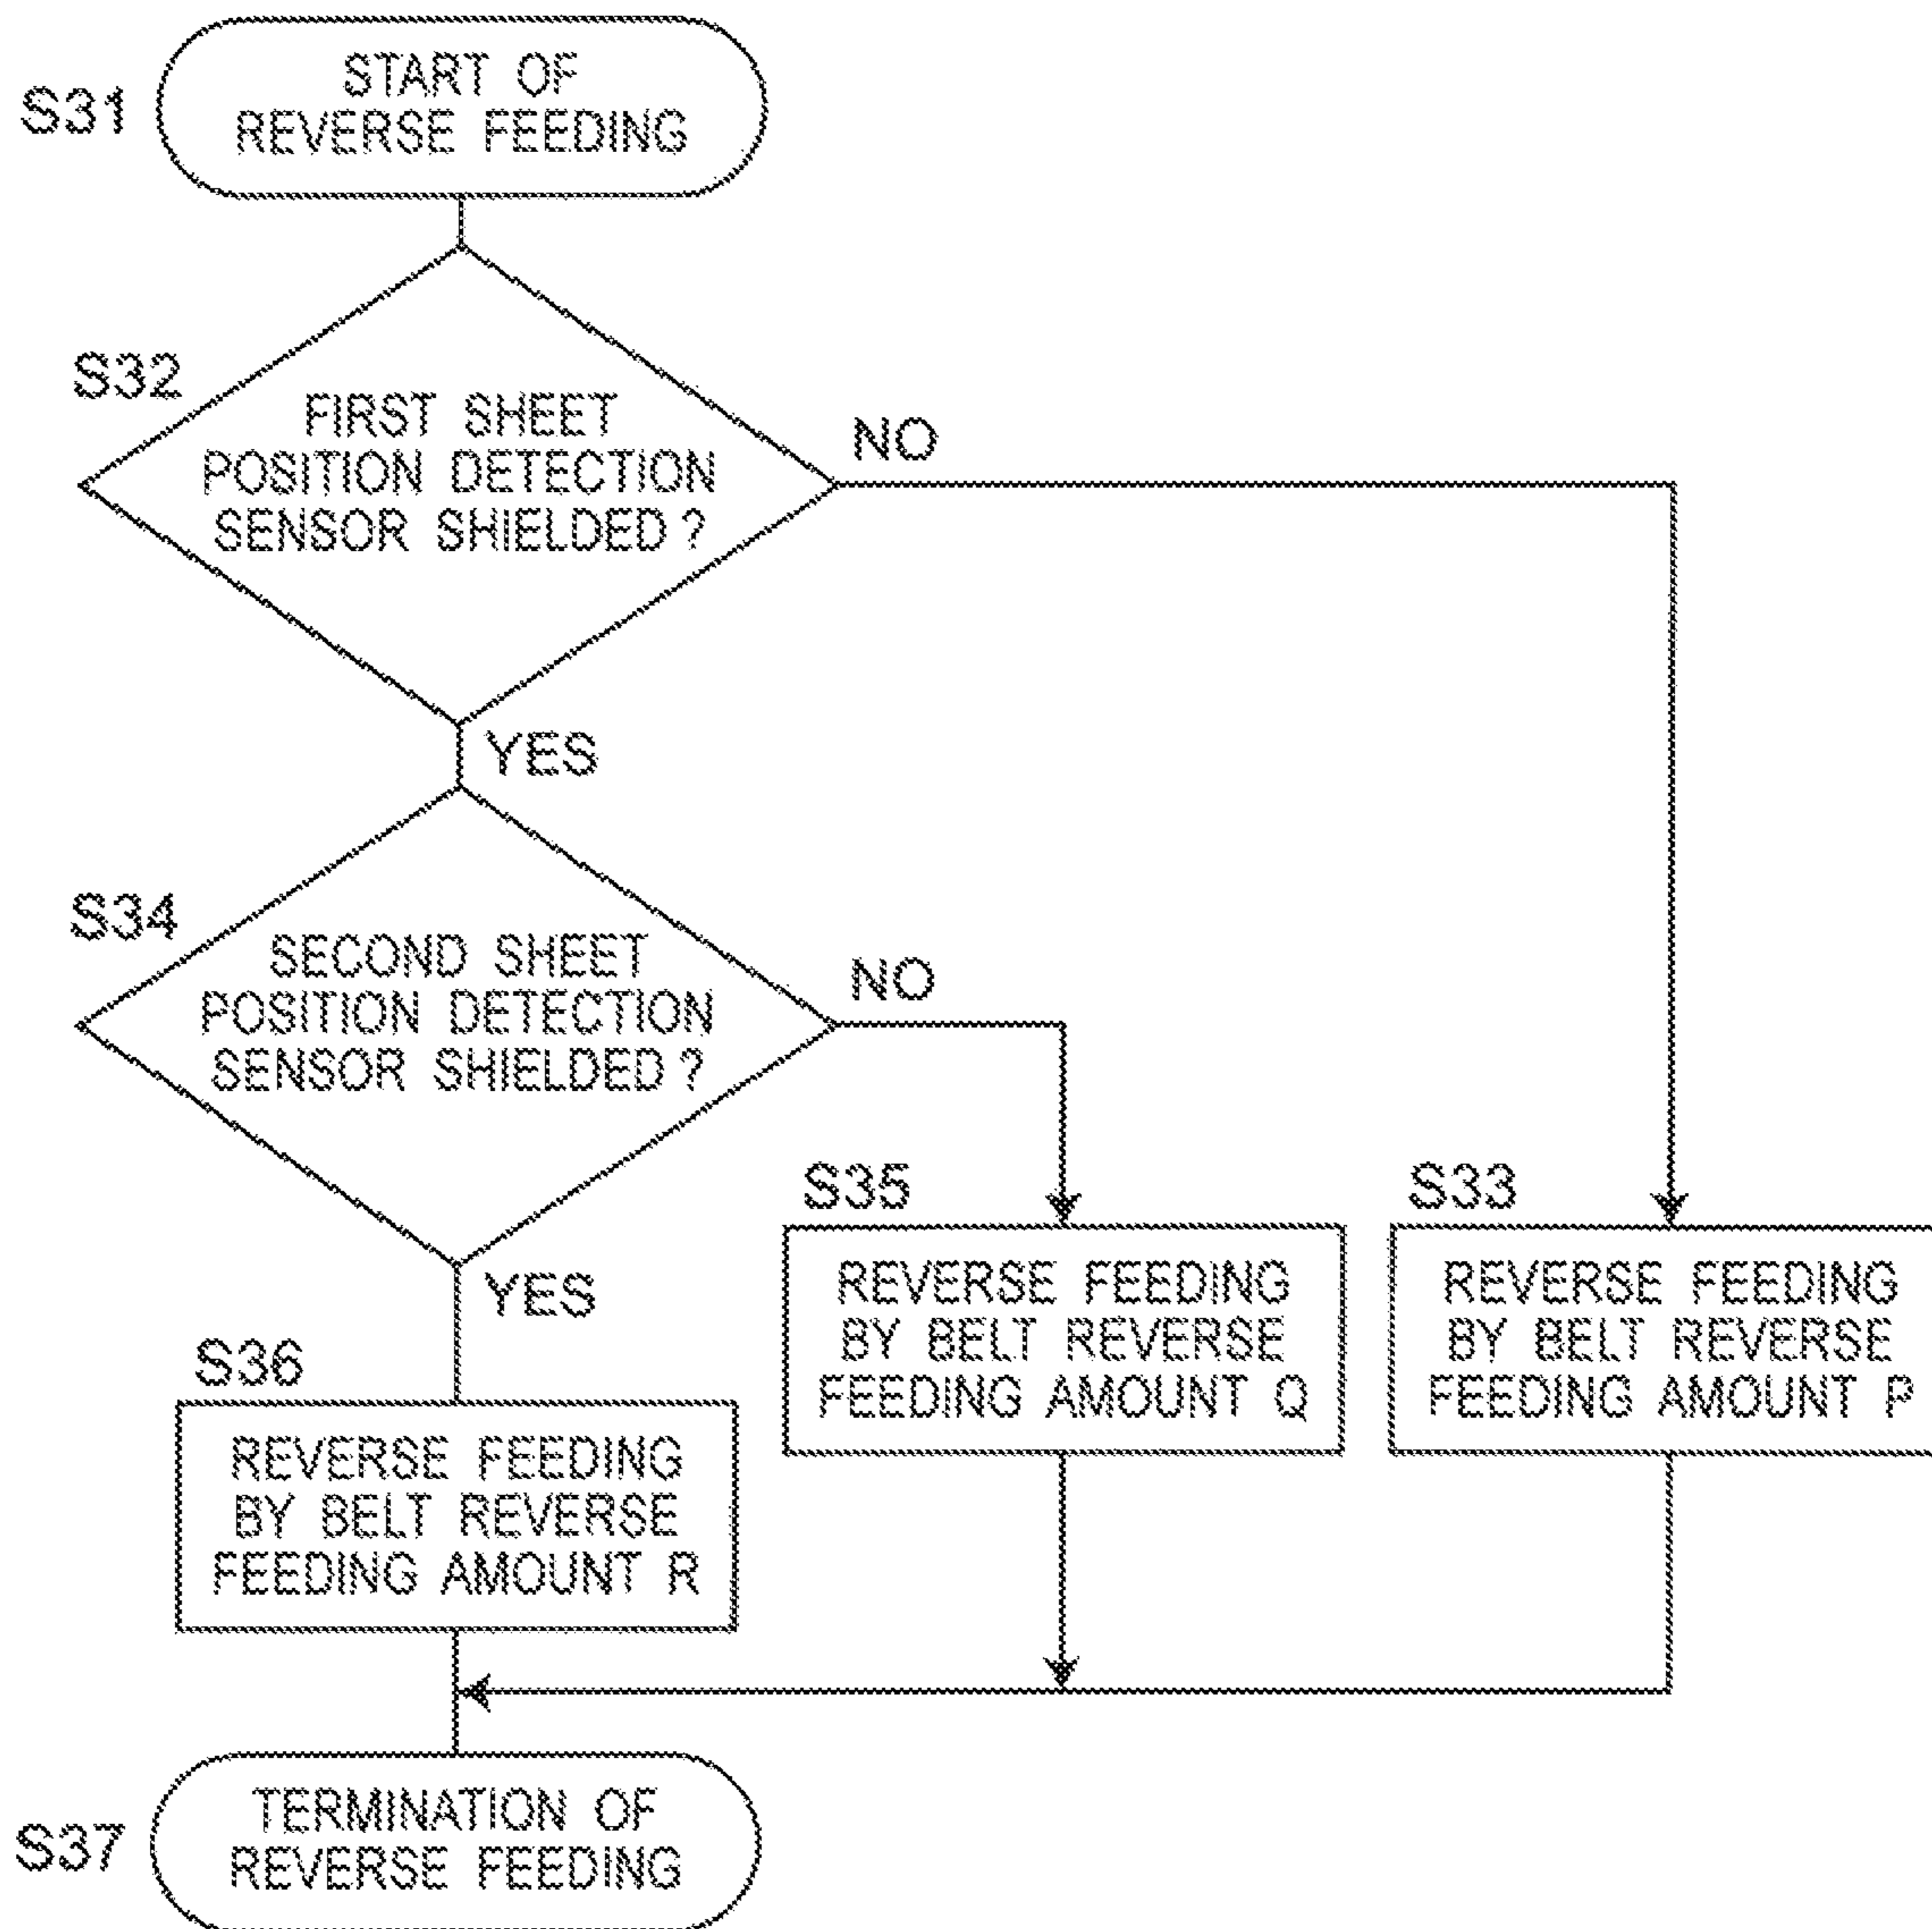 S31
START OF
REVERSE FEEDING
S32
FIRST SHEET
POSITION DETECTION
SENSOR SHIELDED ?
NO
YES
S34
SECOND SHEET
POSITION DETECTION
SENSOR SHIELDED ?
NO
YES
S35
REVERSE FEEDING
BY BELT REVERSE
FEEDING AMOUNT Q
S33
REVERSE FEEDING
BY BELT REVERSE
FEEDING AMOUNT P
S36
REVERSE FEEDING
BY BELT REVERSE
FEEDING AMOUNT R
S37
TERMINATION OF
REVERSE FEEDING